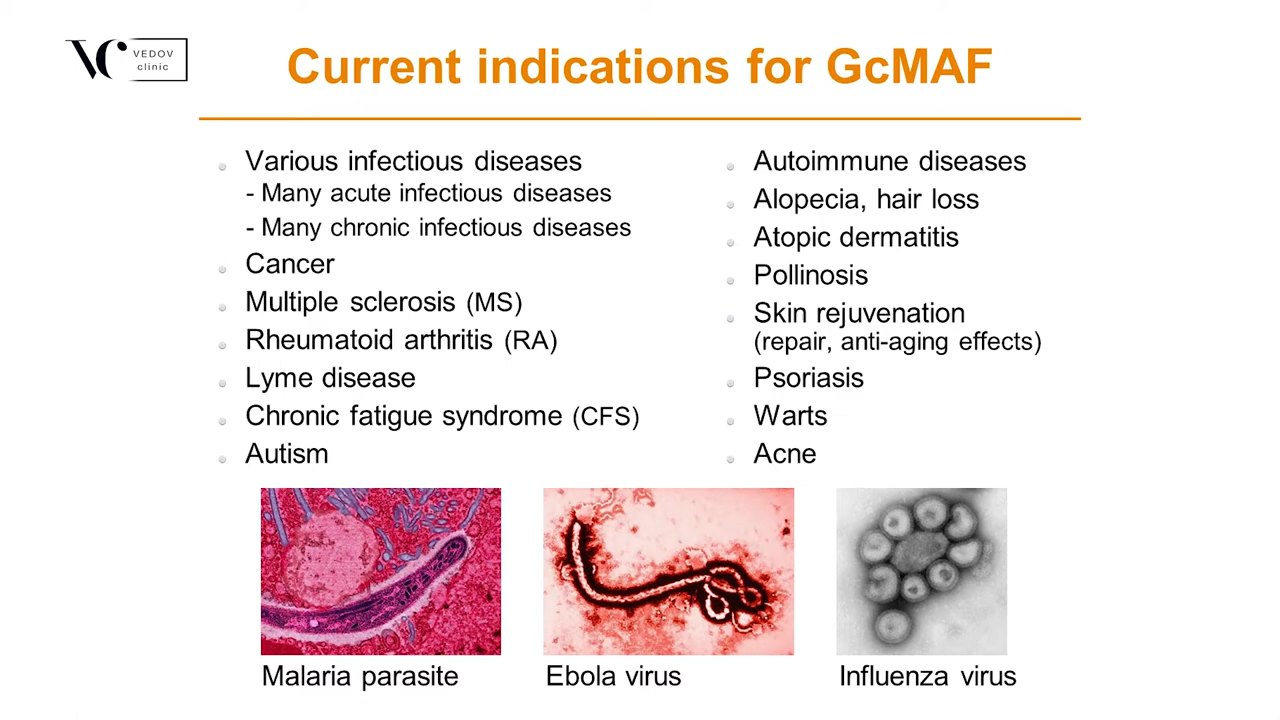 VC VEDOV
clinic
Current indications for GcMAF
Various infectious diseases
- Many acute infectious diseases
- Many chronic infectious diseases
Cancer
Multiple sclerosis (MS)
Rheumatoid arthritis (RA)
Lyme disease
Chronic fatigue syndrome (CFS)
Autism
Autoimmune diseases
Alopecia, hair loss
Atopic dermatitis
Pollinosis
Skin rejuvenation
(repair, anti-aging effects)
Psoriasis
Warts
Acne
Malaria parasite
Ebola virus
Influenza virus